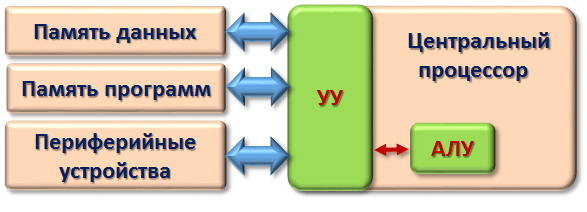 Память данных
Память программ
Периферийные
устройства
УУ
Центральный
процессор
АЛУ